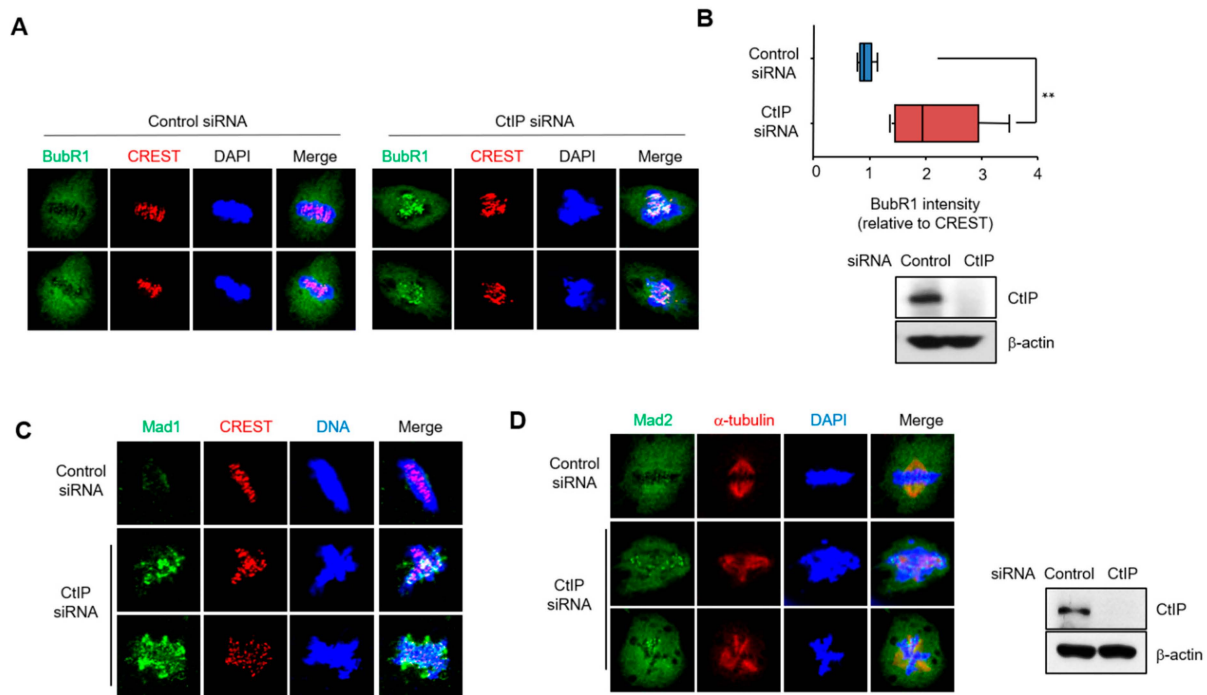 A
Control siRNA
CtIP siRNA
BubR1 CREST DAPI Merge
BubR1 CREST DAPI Merge
B
Control
siRNA
CtIP
siRNA
**
0 1 2 3 4
BubR1 intensity
(relative to CREST)
siRNA Control CtIP
CtIP
β-actin
C
Mad1 CREST DNA Merge
Control
siRNA
CtIP
siRNA
D
Mad2 α-tubulin DAPI Merge
Control
siRNA
CtIP
siRNA
siRNA Control CtIP
CtIP
β-actin